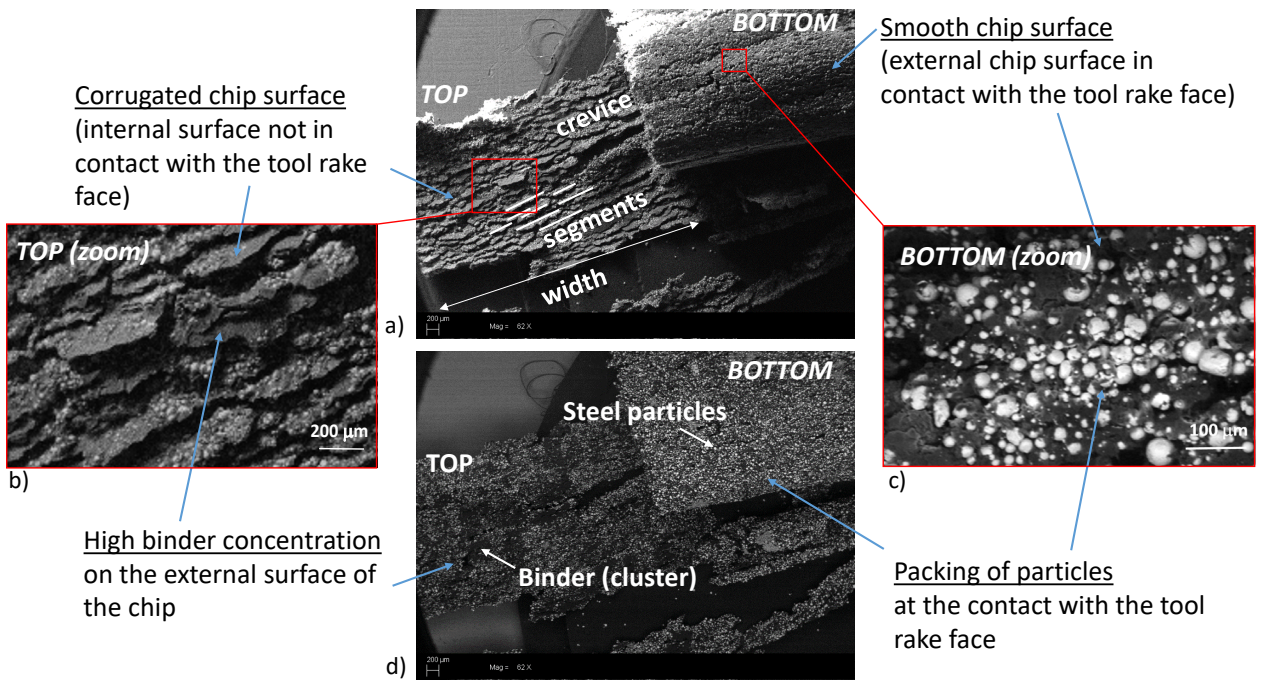 BOTTOM
Smooth chip surface
(external chip surface in
contact with the tool rake face)
TOP
Corrugated chip surface
(internal surface not in
contact with the tool rake
face)
crevice
segments
width
a)
200 µm
Mag = 62 X
TOP (zoom)
200 µm
b)
BOTTOM (zoom)
100 µm
c)
BOTTOM
Steel particles
TOP
Binder (cluster)
High binder concentration
on the external surface of
the chip
Packing of particles
at the contact with the tool
rake face
d)
200 µm
Mag = 62 X